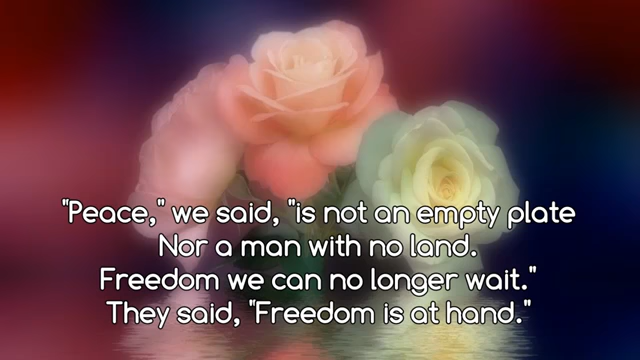 "Peace," we said, "is not an empty plate
Nor a man with no land.
Freedom we can no longer wait."
They said, "Freedom is at hand."